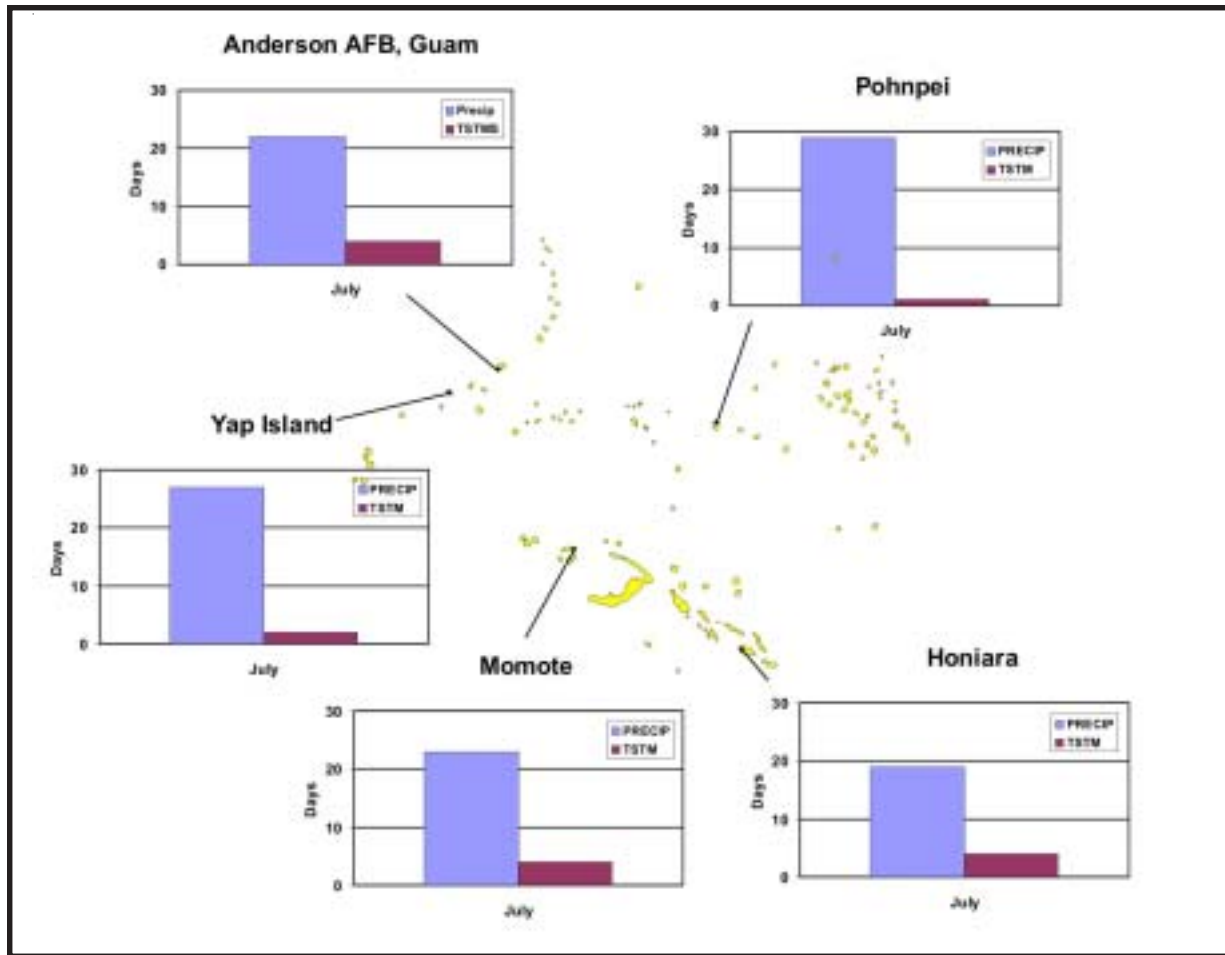 Anderson AFB, Guam
30
20
10
0
Days
Precip
TSTMS
July
Pohnpei
30
20
10
0
Days
PRECIP
TSTM
July
Yap Island
30
20
10
0
Days
PRECIP
TSTM
July
Momote
30
20
10
0
Days
PRECIP
TSTM
July
Honiara
30
20
10
0
Days
PRECIP
TSTM
July